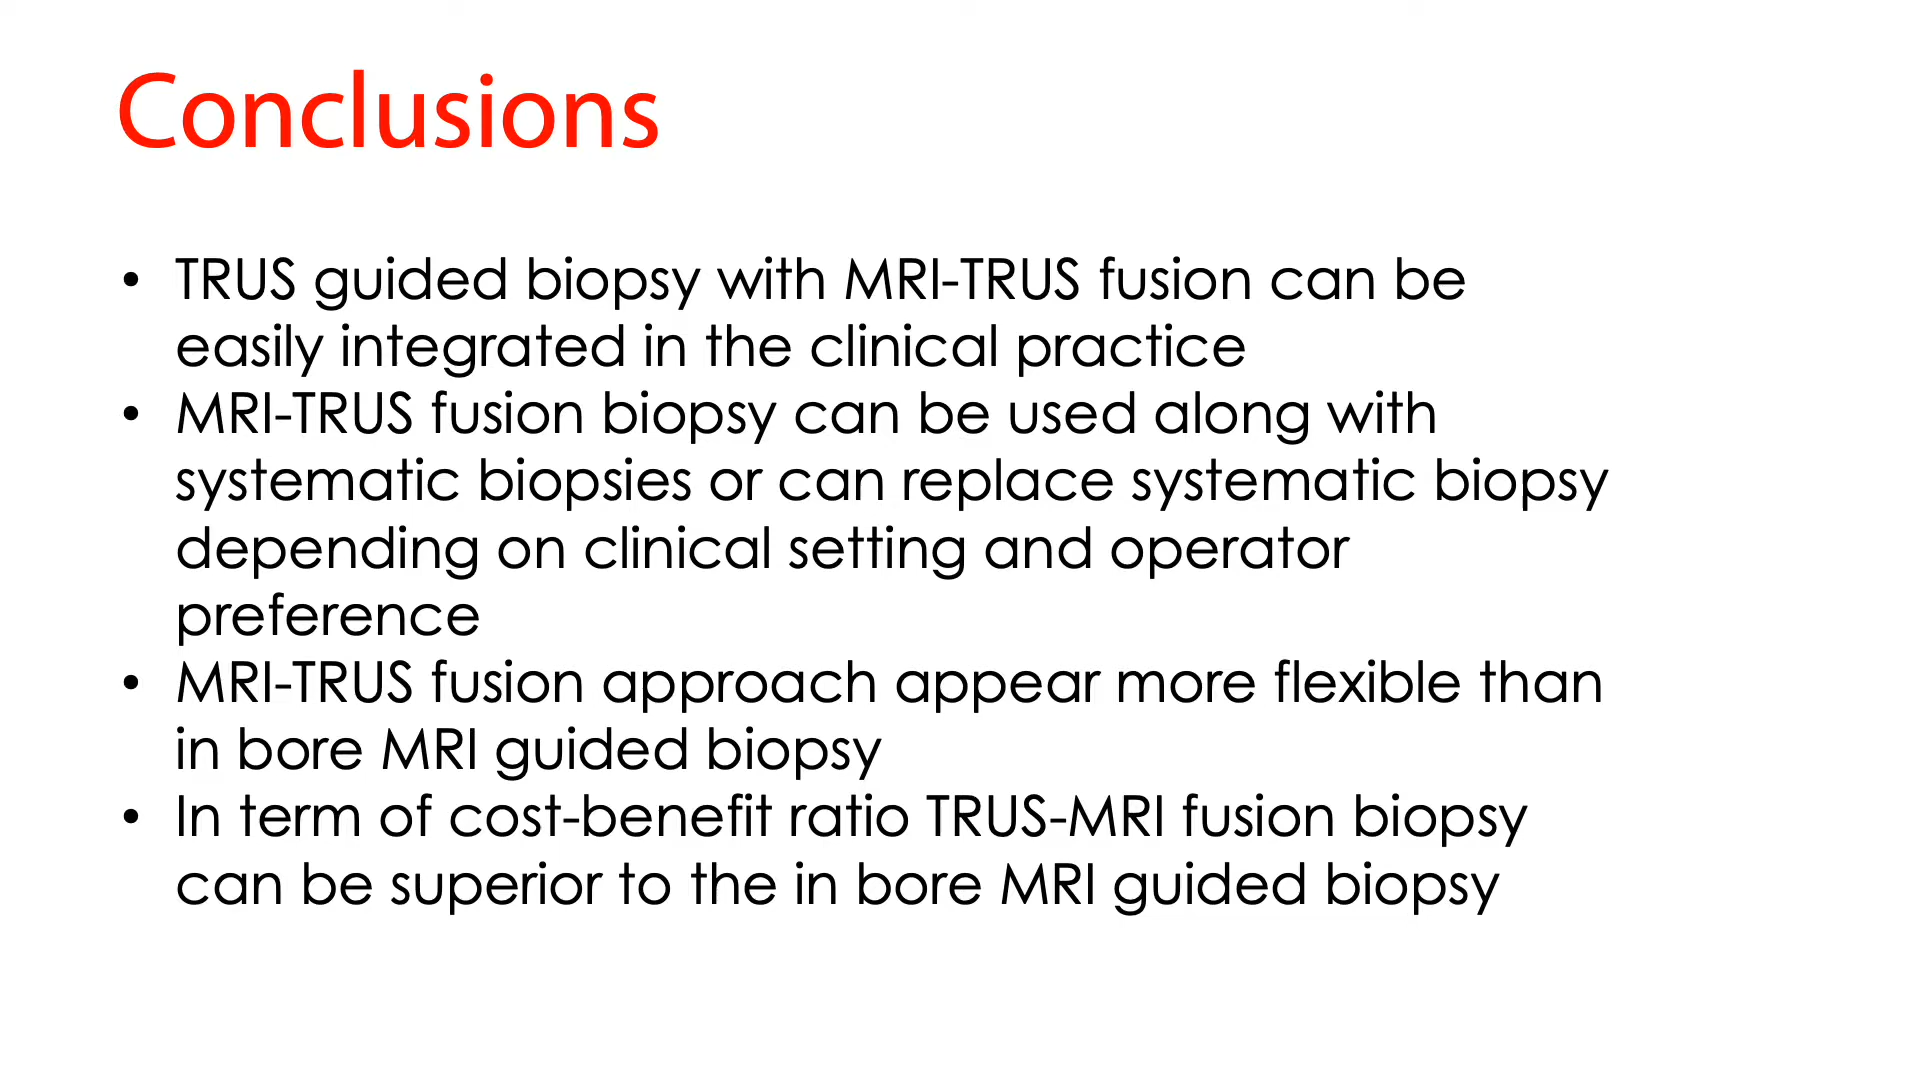 Conclusions
• TRUS guided biopsy with MRI-TRUS fusion can be
easily integrated in the clinical practice
• MRI-TRUS fusion biopsy can be used along with
systematic biopsies or can replace systematic biopsy
depending on clinical setting and operator
preference
• MRI-TRUS fusion approach appear more flexible than
in bore MRI guided biopsy
• In term of cost-benefit ratio TRUS-MRI fusion biopsy
can be superior to the in bore MRI guided biopsy